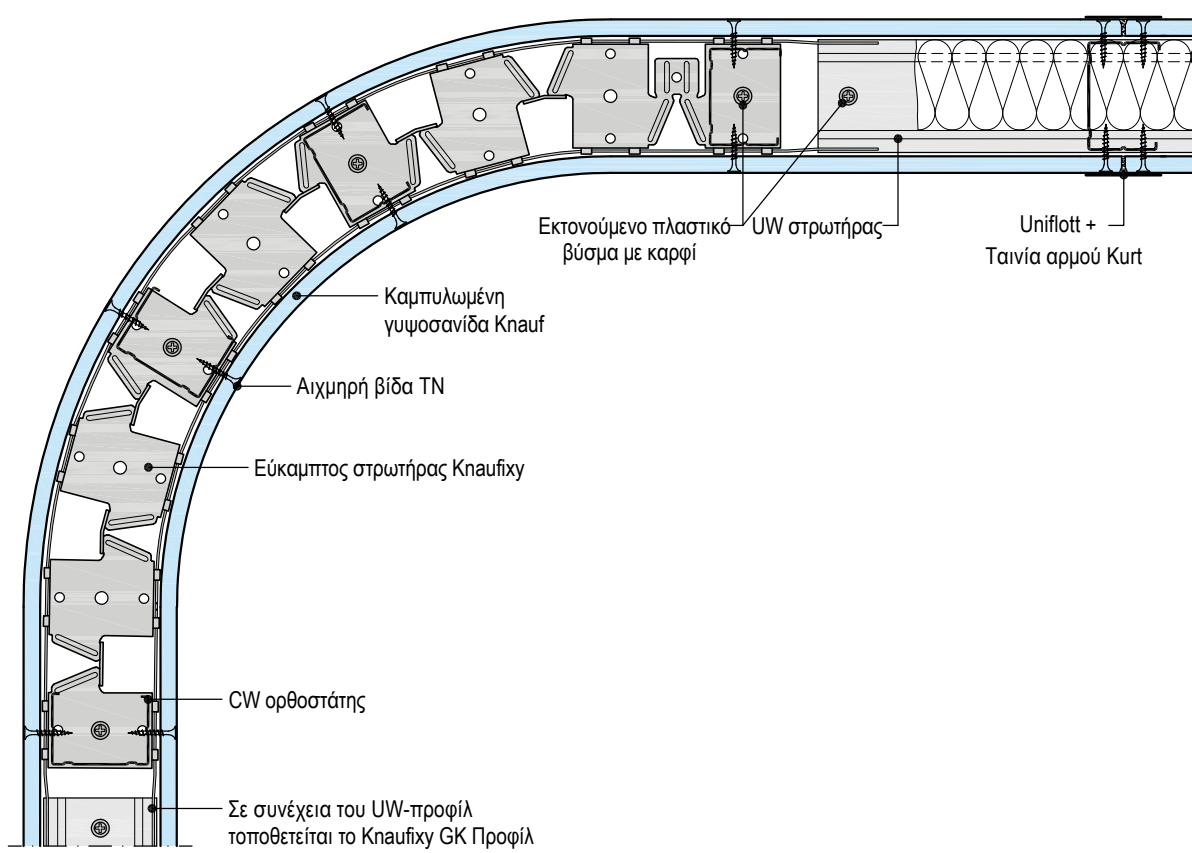 Εκτονούμενο πλαστικό
βύσμα με καρφί
UW στρωτήρας
Uniflott +
Ταινία αρμού Kurt
Καμπυλωμένη
γυψοσανίδα Knauf
Αιχμηρή βίδα TN
Εύκαμπτος στρωτήρας Knaufixy
CW ορθοστάτης
Σε συνέχεια του UW-προφίλ
τοποθετείται το Knaufixy GK Προφίλ